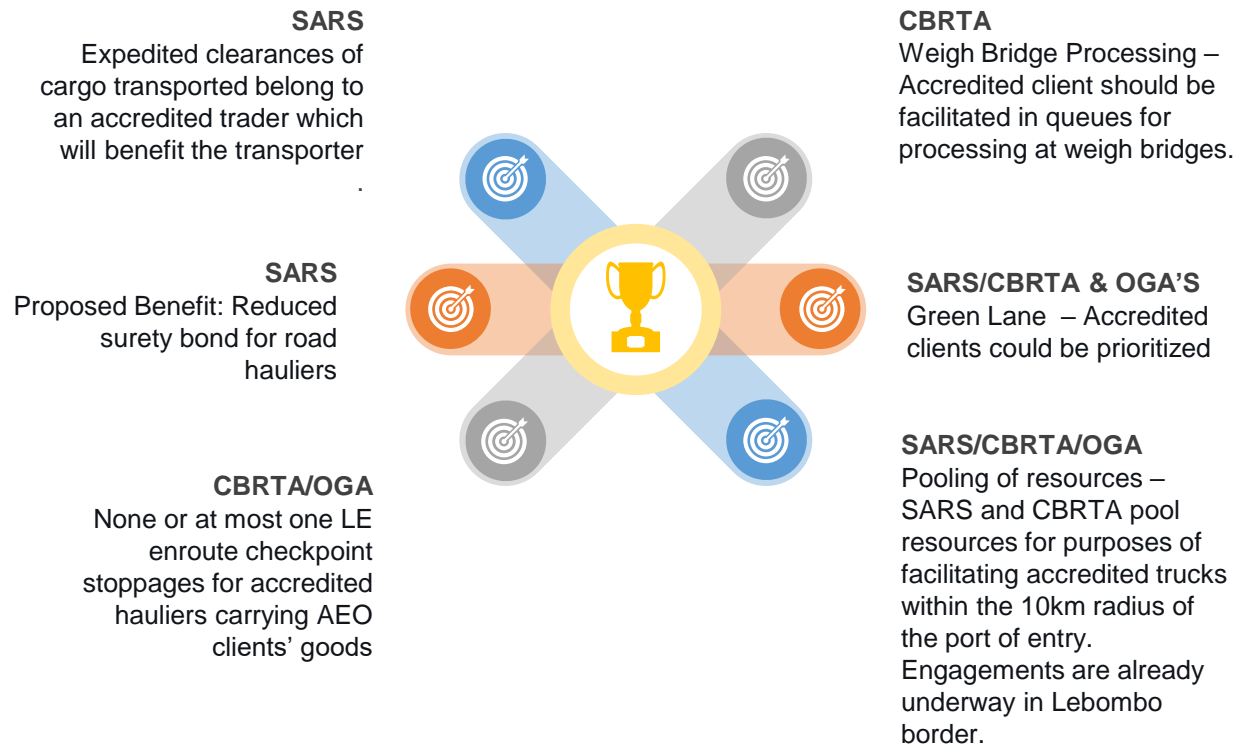 SARS
Expedited clearances of
cargo transported belong to
an accredited trader which
will benefit the transporter
.
SARS
Proposed Benefit: Reduced
surety bond for road
hauliers
CBRTA/OGA
None or at most one LE
enroute checkpoint
stoppages for accredited
hauliers carrying AEO
clients’ goods
CBRTA
Weigh Bridge Processing –
Accredited client should be
facilitated in queues for
processing at weigh bridges.
SARS/CBRTA & OGA’S
Green Lane – Accredited
clients could be prioritized
SARS/CBRTA/OGA
Pooling of resources –
SARS and CBRTA pool
resources for purposes of
facilitating accredited trucks
within the 10km radius of
the port of entry.
Engagements are already
underway in Lebombo
border.